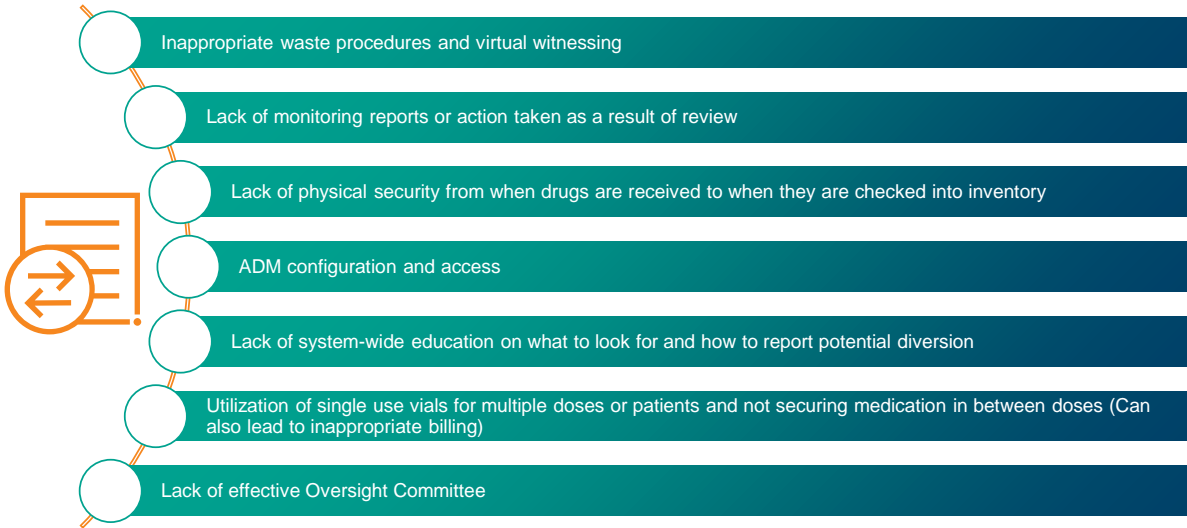 Inappropriate waste procedures and virtual witnessing
Lack of monitoring reports or action taken as a result of review
Lack of physical security from when drugs are received to when they are checked into inventory
ADM configuration and access
Lack of system-wide education on what to look for and how to report potential diversion
Utilization of single use vials for multiple doses or patients and not securing medication in between doses (Can
also lead to inappropriate billing)
Lack of effective Oversight Committee